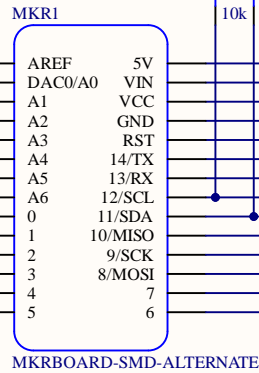 MKR1 10k
AREF 5V
DAC0/A0 VIN
A1 VCC
A2 GND
A3 RST
A4 14/TX
A5 13/RX
A6 12/SCL
0 11/SDA
1 10/MISO
2 9/SCK
3 8/MOSI
4 7
5 6
MKRBOARD-SMD-ALTERNATE